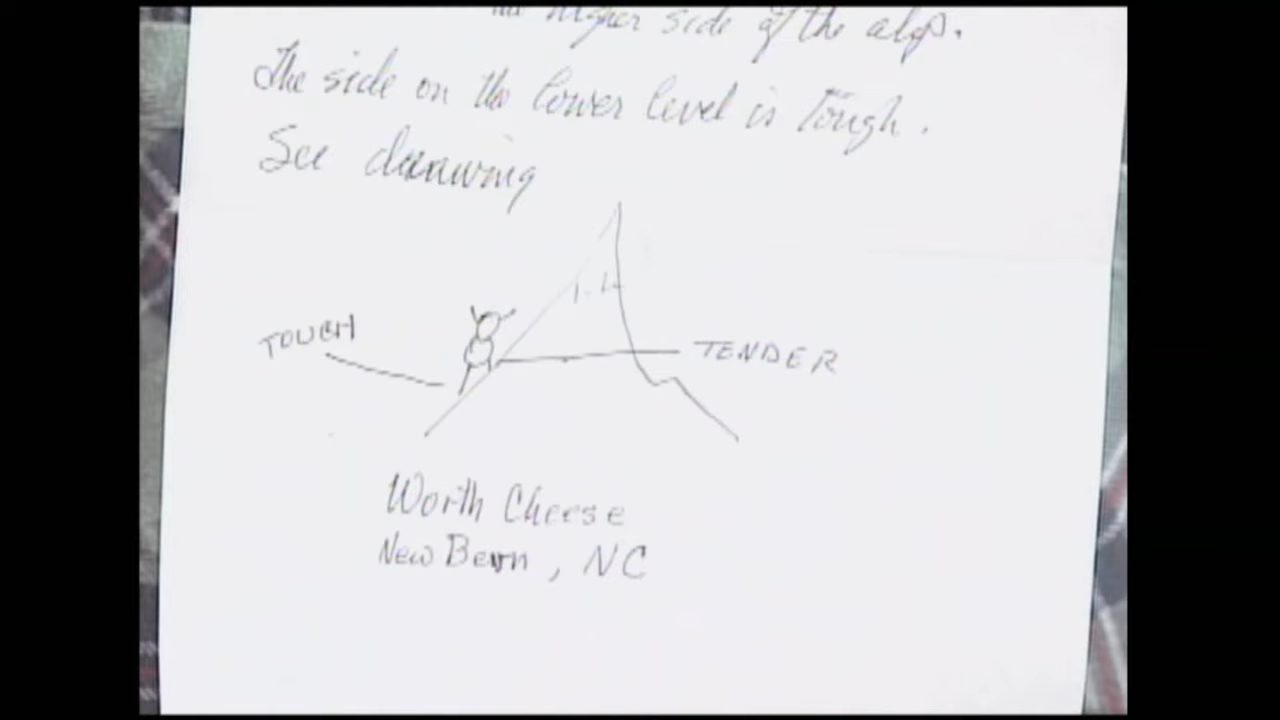 the higher side of the alps.
The side on the lower level is tough.
See drawing
TOUGH
TENDER
Worth Cheese
New Bern, NC